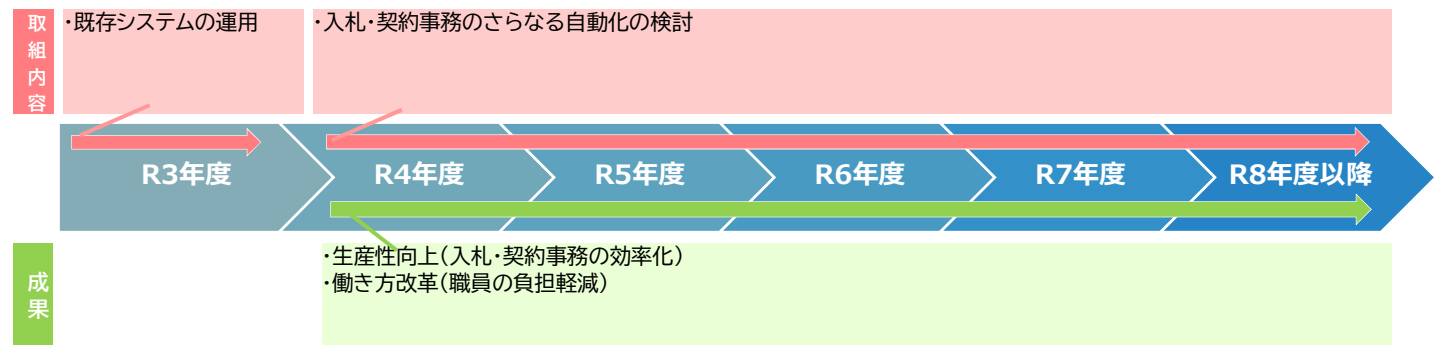 取組内容
・既存システムの運用
・入札・契約事務のさらなる自動化の検討
R3年度
R4年度
R5年度
R6年度
R7年度
R8年度以降
成果
・生産性向上（入札・契約事務の効率化）
・働き方改革（職員の負担軽減）